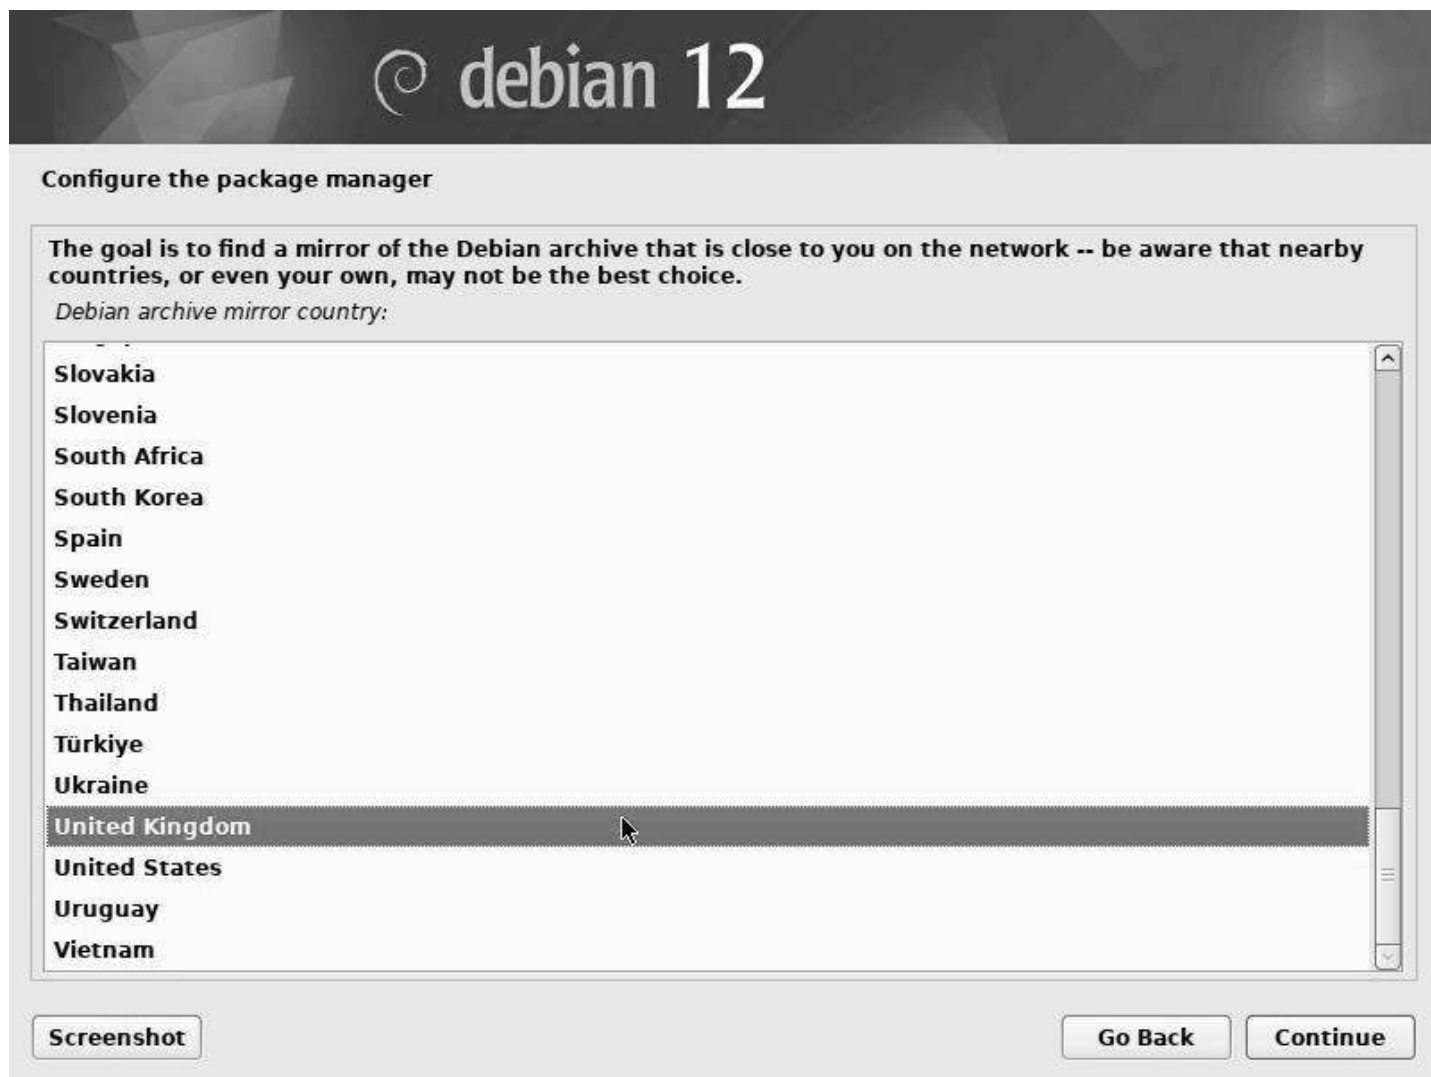 debian 12
Configure the package manager
The goal is to find a mirror of the Debian archive that is close to you on the network -- be aware that nearby
countries, or even your own, may not be the best choice.
Debian archive mirror country:
Slovakia
Slovenia
South Africa
South Korea
Spain
Sweden
Switzerland
Taiwan
Thailand
Türkiye
Ukraine
United Kingdom
United States
Uruguay
Vietnam
Screenshot
Go Back
Continue